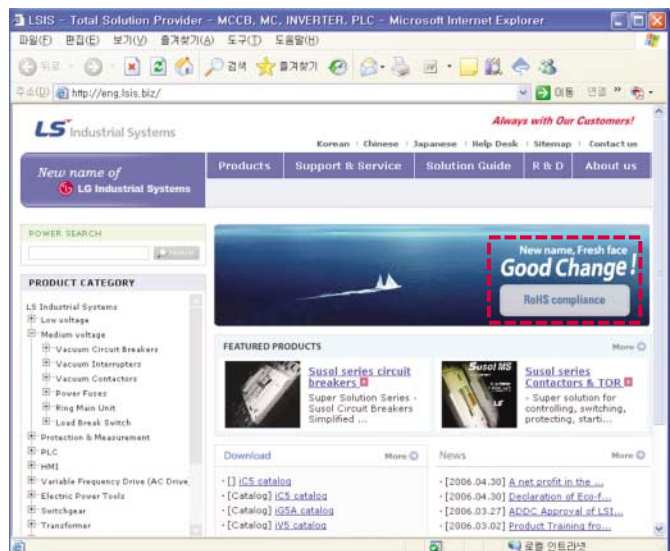 LSIS - Total Solution Provider - MCCB, MC, INVERTER, PLC - Microsoft Internet Explorer
파일(F) 편집(E) 보기(V) 즐겨찾기(A) 도구(T) 도움말(H)
뒤로 검색 즐겨찾기
주소(D) http://eng.lsis.biz/ 이동 연결 »
LS Industrial Systems
Always with Our Customers!
Korean Chinese Japanese Help Desk Sitemap Contact us
New name of
LG Industrial Systems
Products Support & Service Solution Guide R & D About us
POWER SEARCH
Search
New name, Fresh face
Good Change!
RoHS compliance
PRODUCT CATEGORY
LS Industrial Systems
Low voltage
Medium voltage
Vacuum Circuit Breakers
Vacuum Interrupters
Vacuum Contactors
Power Fuses
Ring Main Unit
Load Break Switch
Protection & Measurement
PLC
HMI
Variable Frequency Drive (AC Drive
Electric Power Tools
Switchgear
Transformer
FEATURED PRODUCTS More
Susol series circuit
breakers
Super Solution Series -
Susol Circuit Breakers
Simplified ...
Susol MS
Susol series
Contactors & TOR
- Super solution for
controlling, switching,
protecting, starti...
Download More
· [] iC5 catalog
· [Catalog] iC5 catalog
· [Catalog] iG5A catalog
· [Catalog] iV5 catalog
News More
· [2006.04.30] A net profit in the ...
· [2006.04.30] Declaration of Eco-f...
· [2006.03.27] ADDC Approval of LSI...
· [2006.03.02] Product Training fro...
로컬 인트라넷